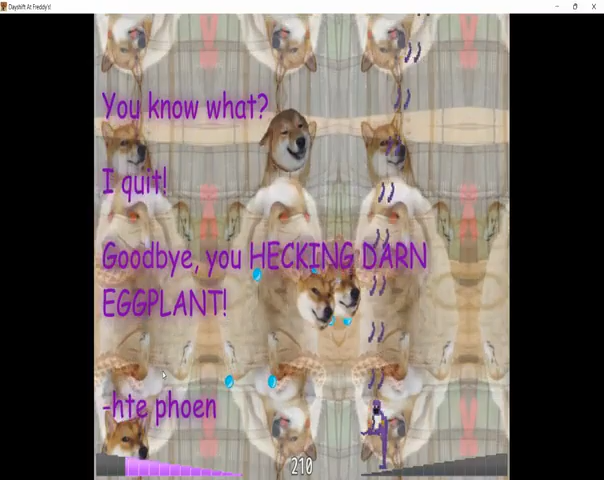 Dayshift At Freddy's!
You know what?
I quit!
Goodbye, you HECKING DARN
EGGPLANT!
-hte phoen
210